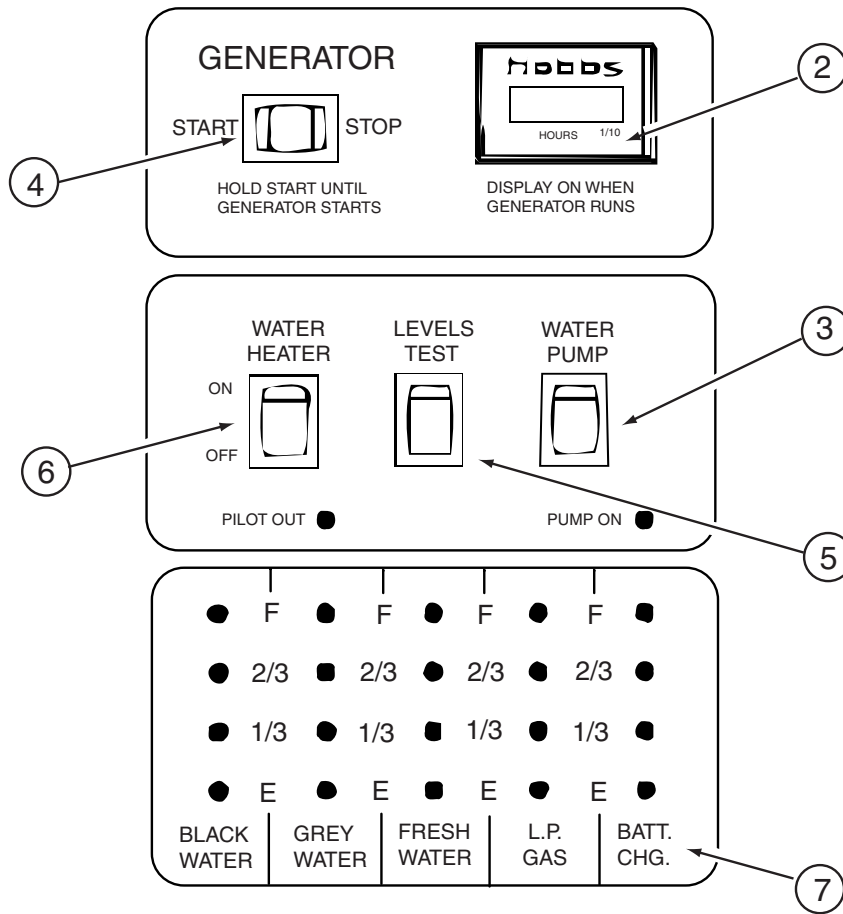 GENERATOR
hobbs
2
START
STOP
HOURS 1/10
4
HOLD START UNTIL
GENERATOR STARTS
DISPLAY ON WHEN
GENERATOR RUNS
WATER
HEATER
LEVELS
TEST
WATER
PUMP
3
ON
OFF
6
PILOT OUT
PUMP ON
5
F F F F
2/3 2/3 2/3 2/3
1/3 1/3 1/3 1/3
E E E E
BLACK
WATER
GREY
WATER
FRESH
WATER
L.P.
GAS
BATT.
CHG.
7